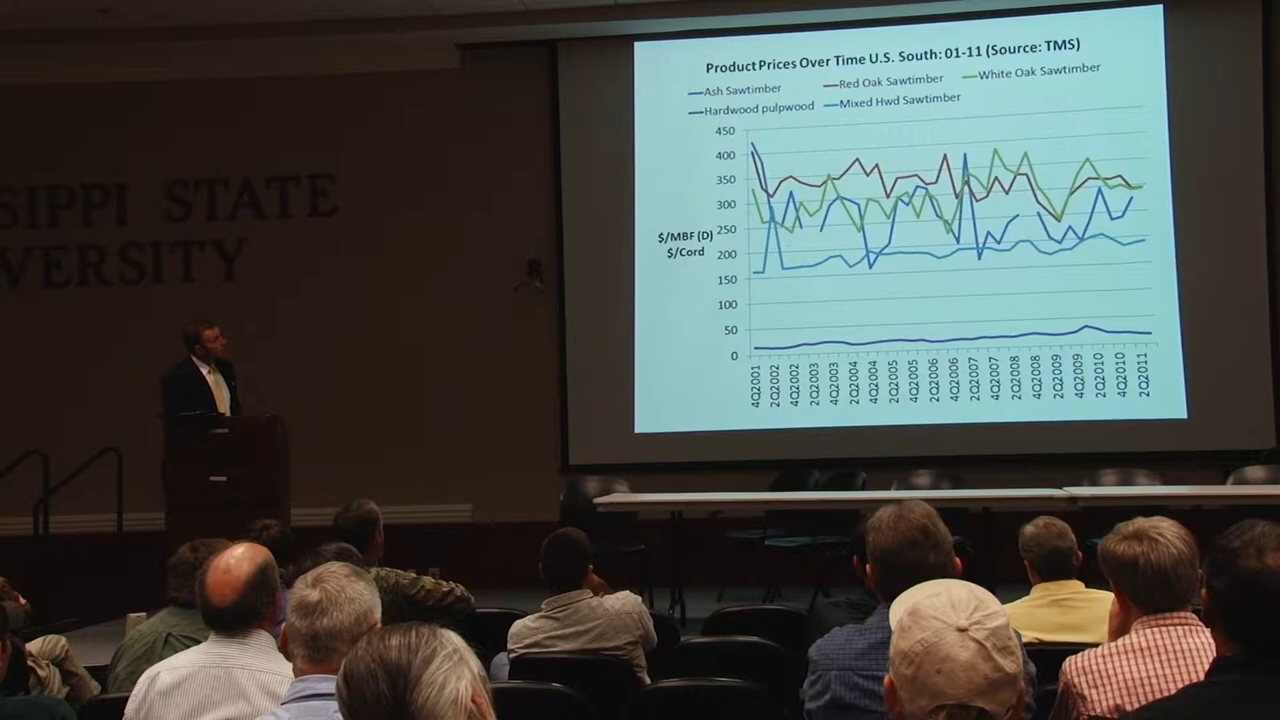 SIPPI STATE
VERSITY
Product Prices Over Time U.S. South: 01-11 (Source: TMS)
Ash Sawtimber Red Oak Sawtimber White Oak Sawtimber
Hardwood pulpwood Mixed Hwd Sawtimber
450
400
350
300
250
200
150
100
50
0
$/MBF (D)
$/Cord
4Q2001 2Q2002 4Q2002 2Q2003 4Q2003 2Q2004 4Q2004 2Q2005 4Q2005 2Q2006 4Q2006 2Q2007 4Q2007 2Q2008 4Q2008 2Q2009 4Q2009 2Q2010 4Q2010 2Q2011